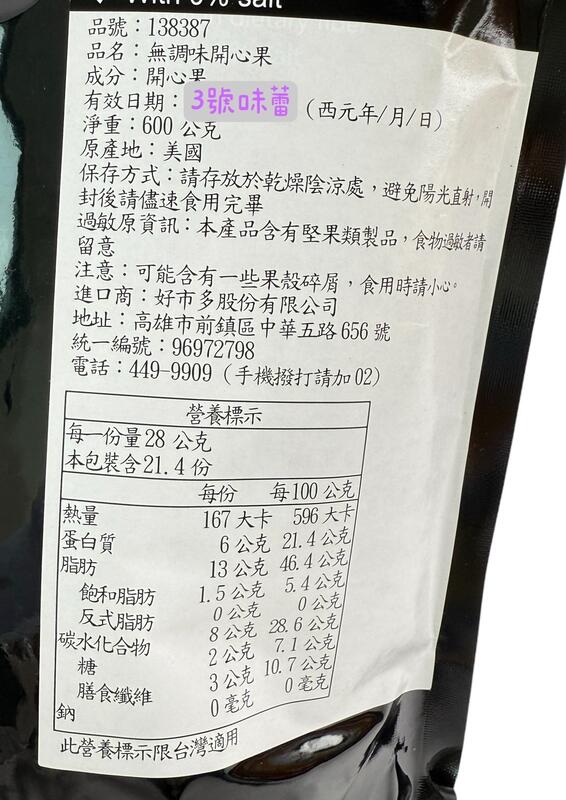 With 0% salt
品號：138387
品名：無調味開心果
成分：開心果
有效日期：3號味蕾（西元年/月/日）
淨重：600 公克
原產地：美國
保存方式：請存放於乾燥陰涼處，避免陽光直射，開
封後請儘速食用完畢
過敏原資訊：本產品含有堅果類製品，食物過敏者請
留意
注意：可能含有一些果殼碎屑，食用時請小心。
進口商：好市多股份有限公司
地址：高雄市前鎮區中華五路 656 號
統一編號：96972798
電話：449-9909（手機撥打請加 02）
營養標示
每一份量 28 公克
本包裝含 21.4 份
每份 每 100 公克
熱量 167 大卡 596 大卡
蛋白質 6 公克 21.4 公克
脂肪 13 公克 46.4 公克
飽和脂肪 1.5 公克 5.4 公克
反式脂肪 0 公克 0 公克
碳水化合物 8 公克 28.6 公克
糖 2 公克 7.1 公克
膳食纖維 3 公克 10.7 公克
鈉 0 毫克 0 毫克
此營養標示限台灣適用